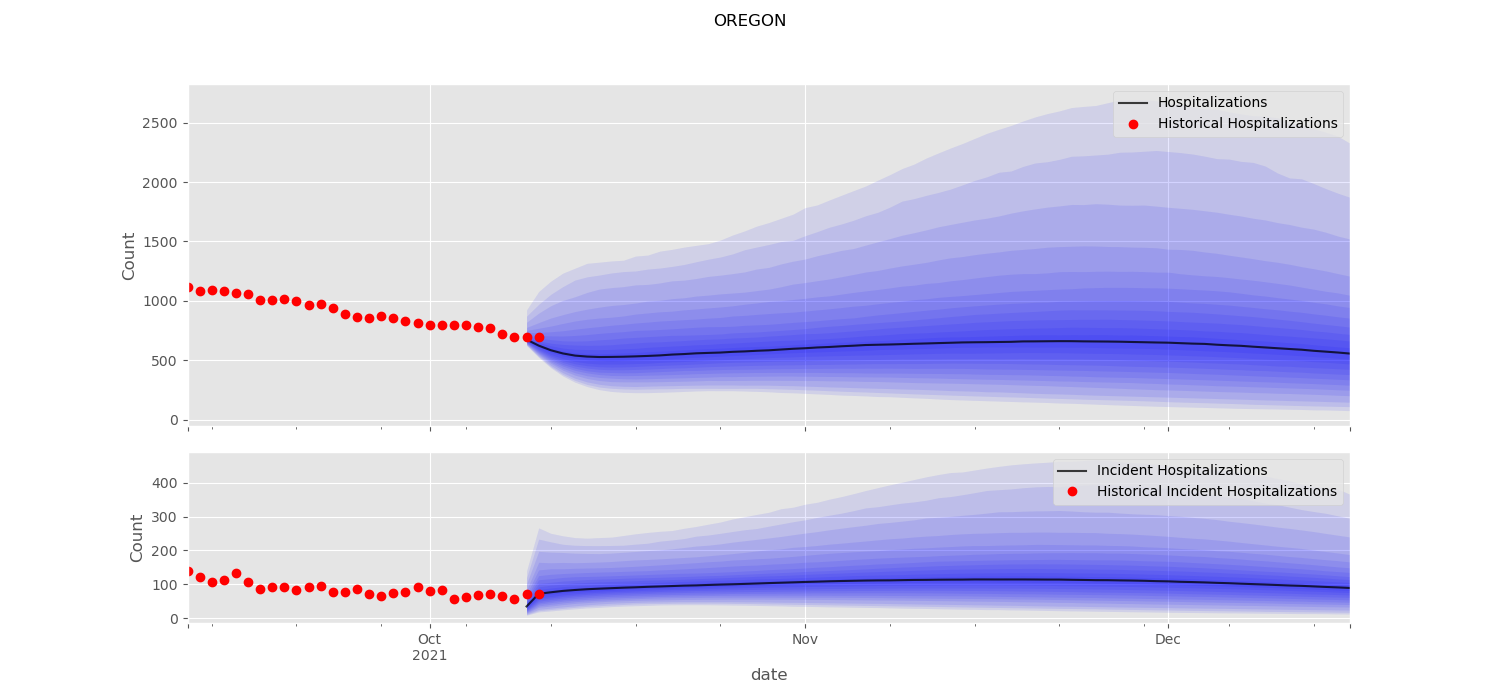 OREGON
Hospitalizations
Historical Hospitalizations
2500
2000
1500
1000
500
0
Count
Incident Hospitalizations
Historical Incident Hospitalizations
400
300
200
100
0
Count
Oct
2021
Nov
Dec
date